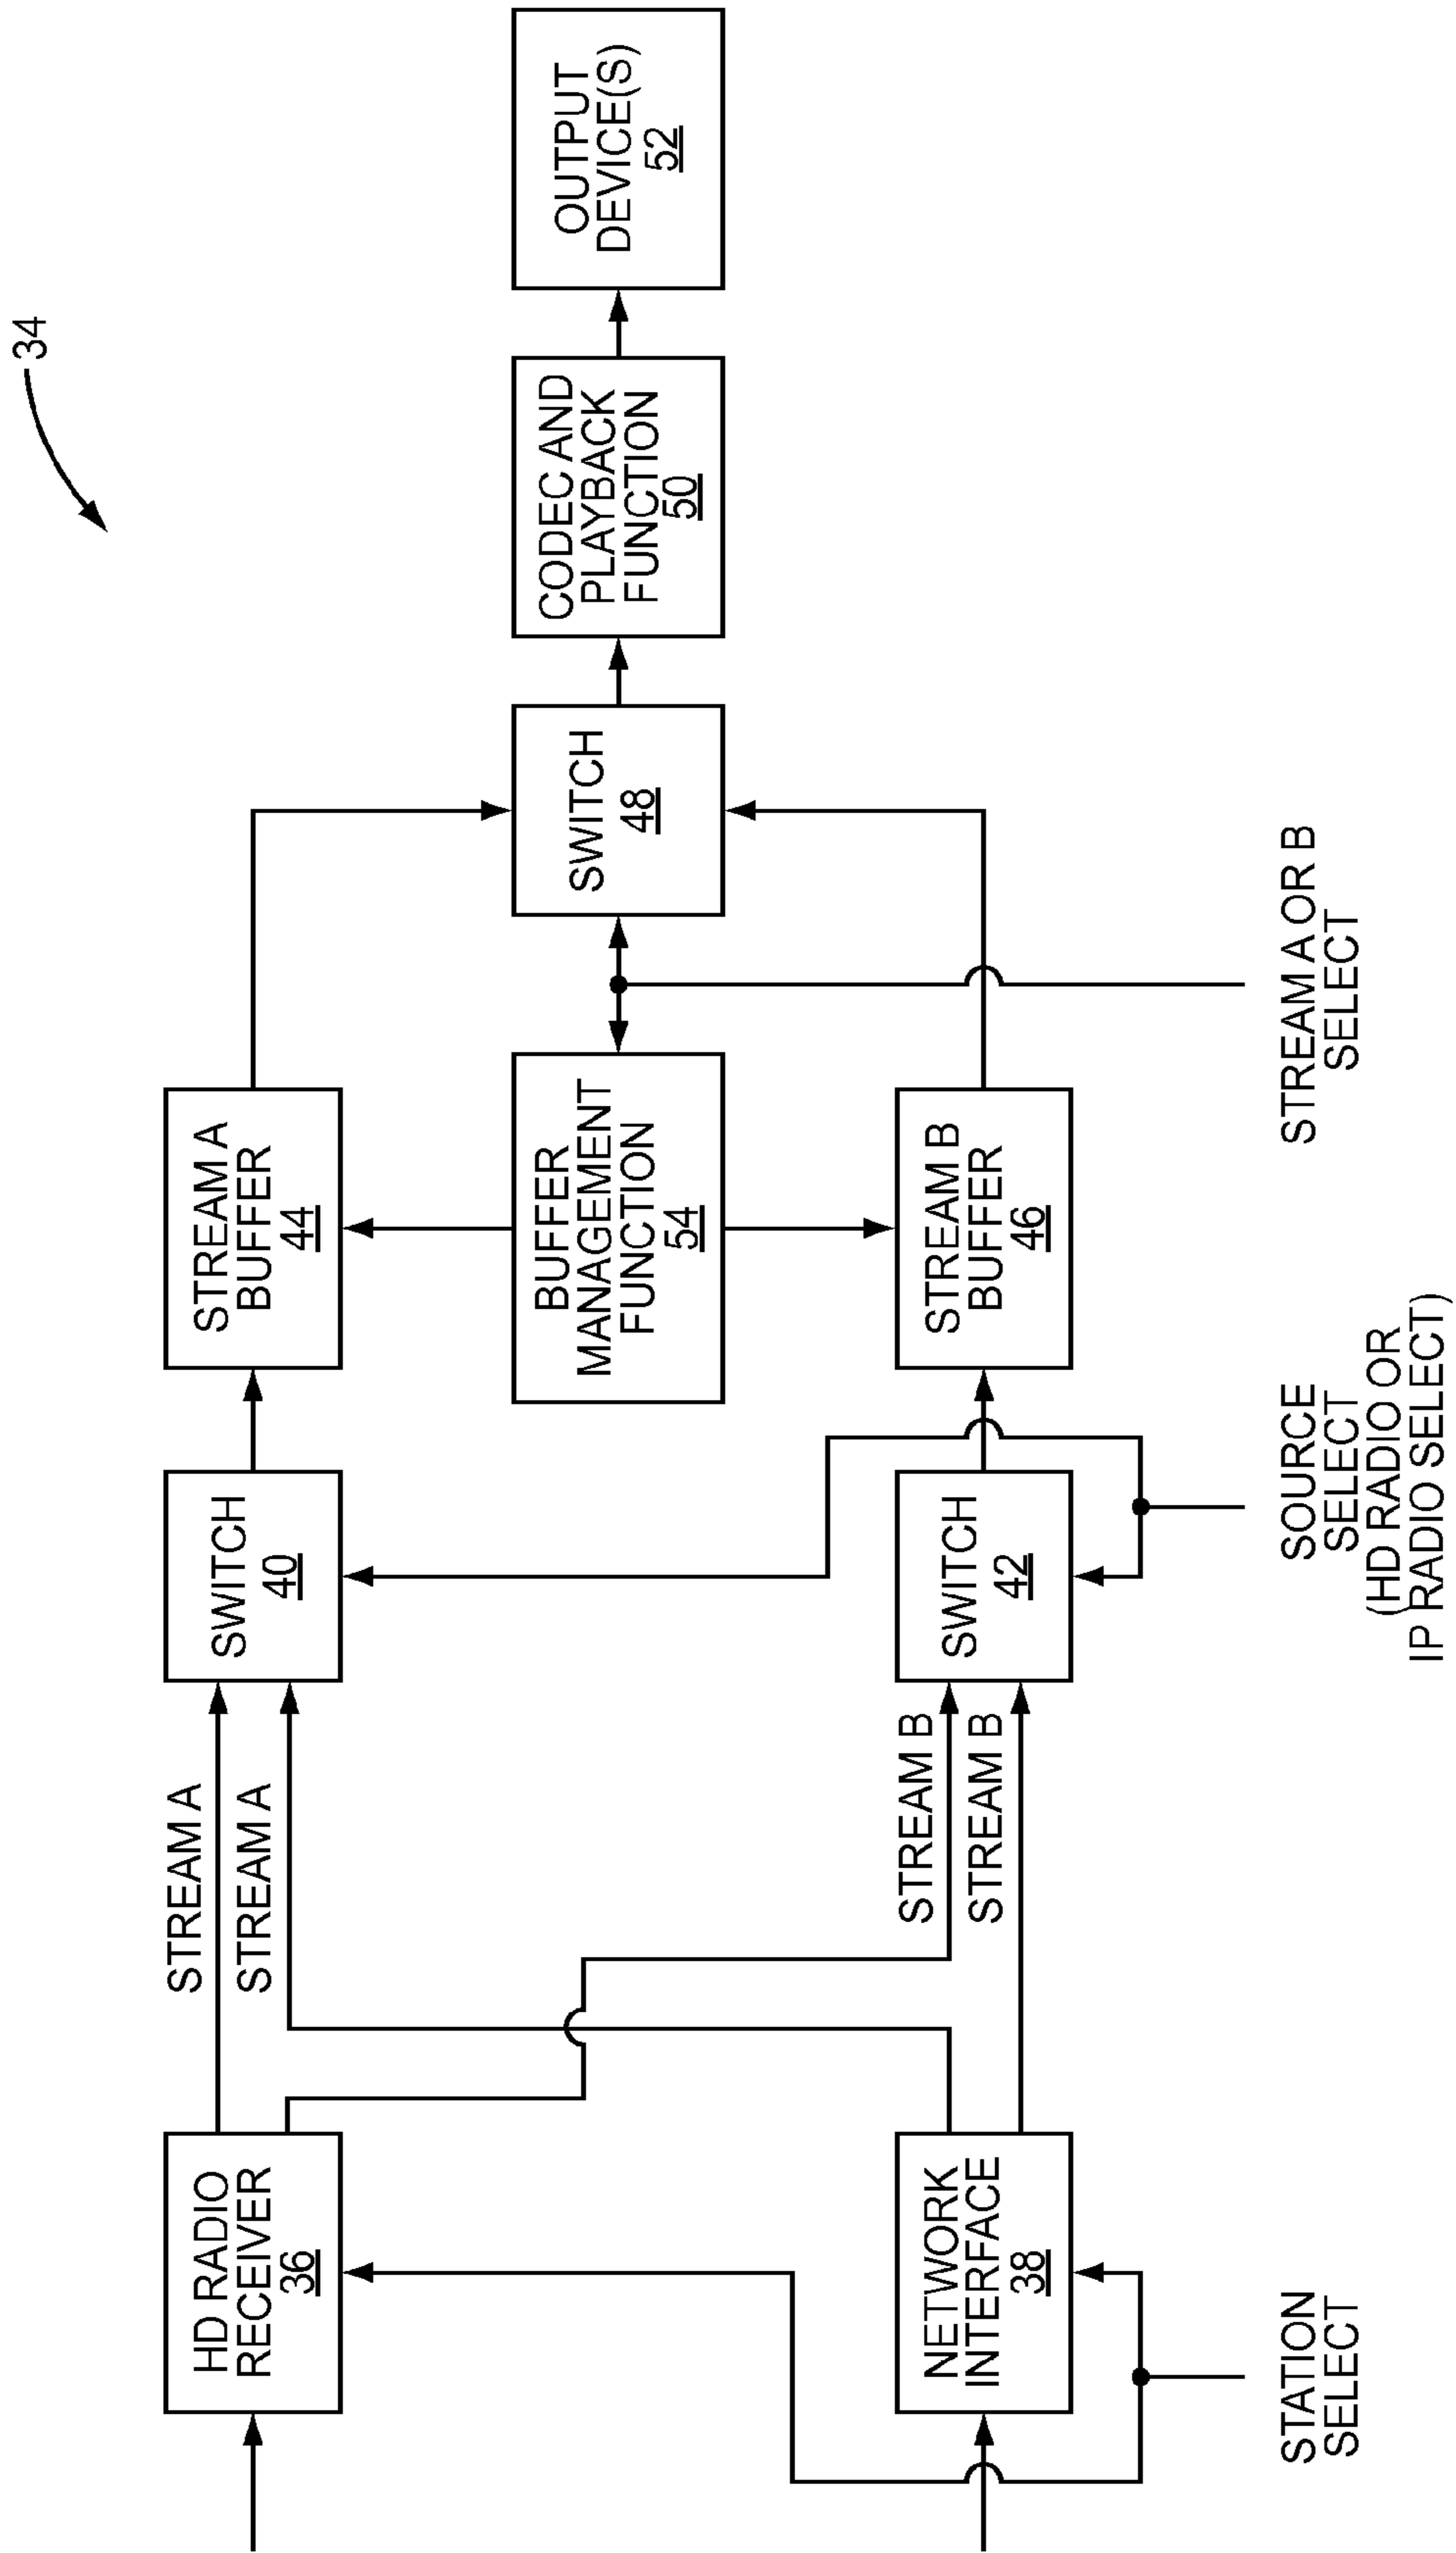 34
HD RADIO
RECEIVER
36
STREAM A
STREAM A
SWITCH
40
STREAM A
BUFFER
44
BUFFER
MANAGEMENT
FUNCTION
54
SWITCH
48
CODEC AND
PLAYBACK
FUNCTION
50
OUTPUT
DEVICE(S)
52
NETWORK
INTERFACE
38
STREAM B
STREAM B
SWITCH
42
STREAM B
BUFFER
46
STATION
SELECT
SOURCE
SELECT
(HD RADIO OR
IP RADIO SELECT)
STREAM A OR B
SELECT